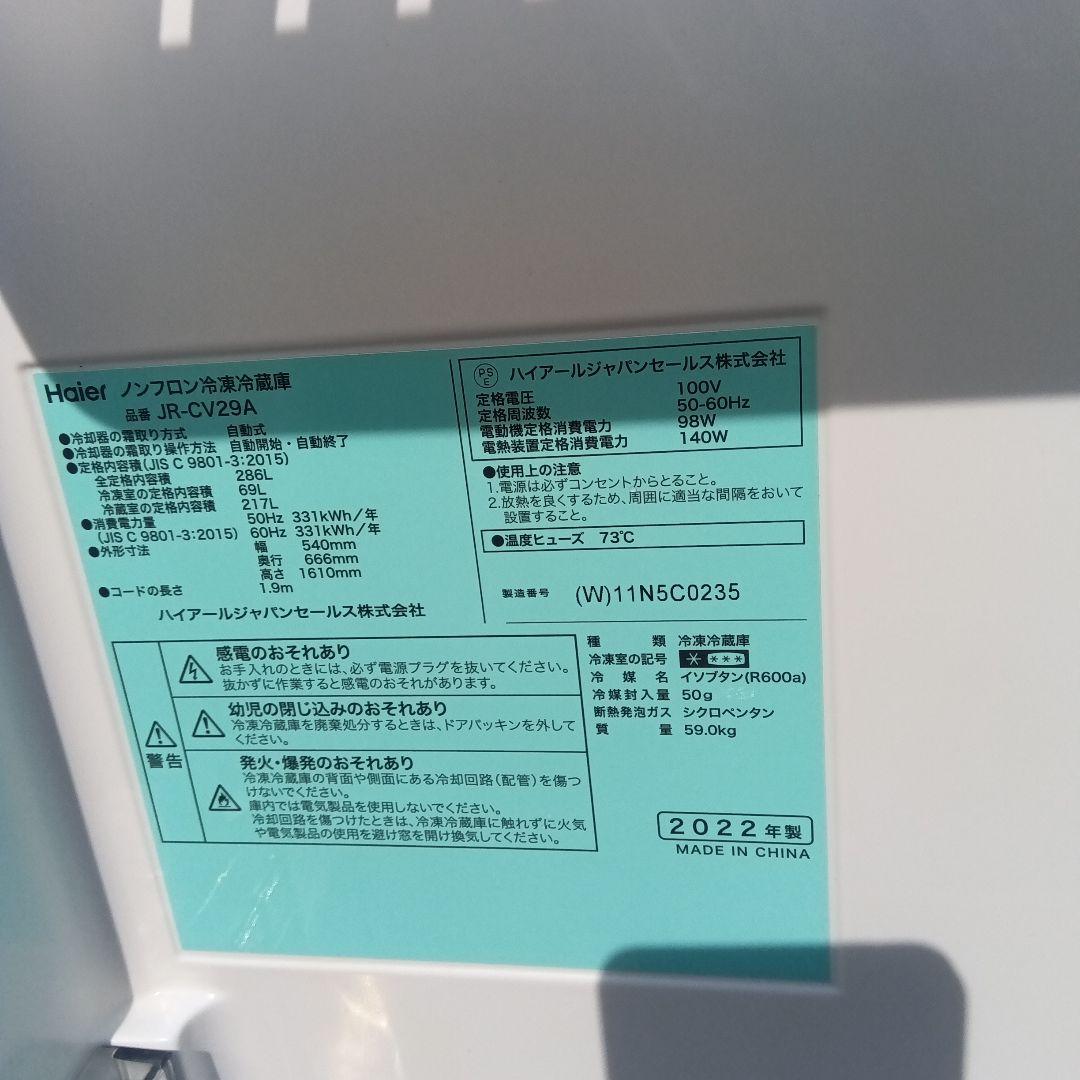 Haier ノンフロン冷凍冷蔵庫
品番 JR-CV29A
●冷却器の霜取り方式 自動式
●冷却器の霜取り操作方法 自動開始・自動終了
●定格内容積(JIS C 9801-3:2015)
全定格内容積 286L
冷凍室の定格内容積 69L
冷蔵室の定格内容積 217L
●消費電力量 50Hz 331kWh/年
(JIS C 9801-3:2015) 60Hz 331kWh/年
●外形寸法 幅 540mm
奥行 666mm
高さ 1610mm
●コードの長さ 1.9m
ハイアールジャパンセールス株式会社
PSE ハイアールジャパンセールス株式会社
定格電圧 100V
定格周波数 50-60Hz
電動機定格消費電力 98W
電熱装置定格消費電力 140W
●使用上の注意
1.電源は必ずコンセントからとること。
2.放熱を良くするため、周囲に適当な間隔をおいて
設置すること。
●温度ヒューズ 73℃
製造番号 (W)11N5C0235
警告
感電のおそれあり
お手入れのときには、必ず電源プラグを抜いてください。
抜かずに作業すると感電のおそれがあります。
幼児の閉じ込めのおそれあり
冷凍冷蔵庫を廃棄処分するときは、ドアパッキンを外して
ください。
発火・爆発のおそれあり
冷凍冷蔵庫の背面や側面にある冷却回路(配管)を傷つ
けないでください。
庫内では電気製品を使用しないでください。
冷却回路を傷つけたときは、冷凍冷蔵庫に触れずに火気
や電気製品の使用を避け窓を開け換気してください。
種類 冷凍冷蔵庫
冷凍室の記号 * ***
冷媒名 イソブタン(R600a)
冷媒封入量 50g
断熱発泡ガス シクロペンタン
質量 59.0kg
2022年製
MADE IN CHINA